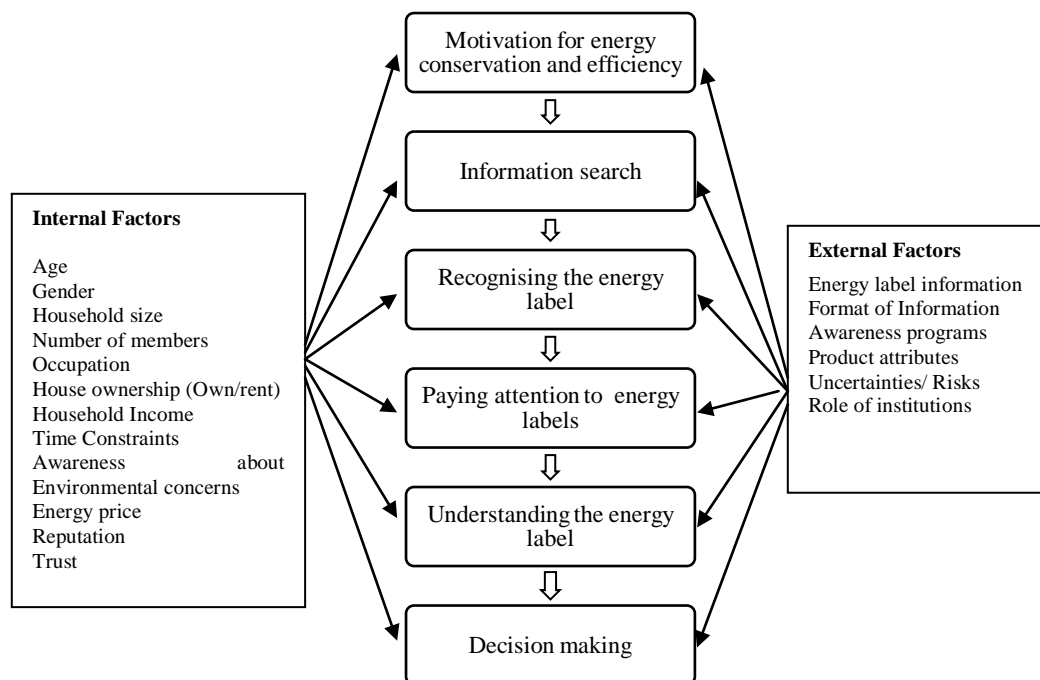 Motivation for energy
conservation and efficiency
Information search
Recognising the energy
label
Paying attention to energy
labels
Understanding the energy
label
Decision making
Internal Factors
Age
Gender
Household size
Number of members
Occupation
House ownership (Own/rent)
Household Income
Time Constraints
Awareness about
Environmental concerns
Energy price
Reputation
Trust
External Factors
Energy label information
Format of Information
Awareness programs
Product attributes
Uncertainties/ Risks
Role of institutions